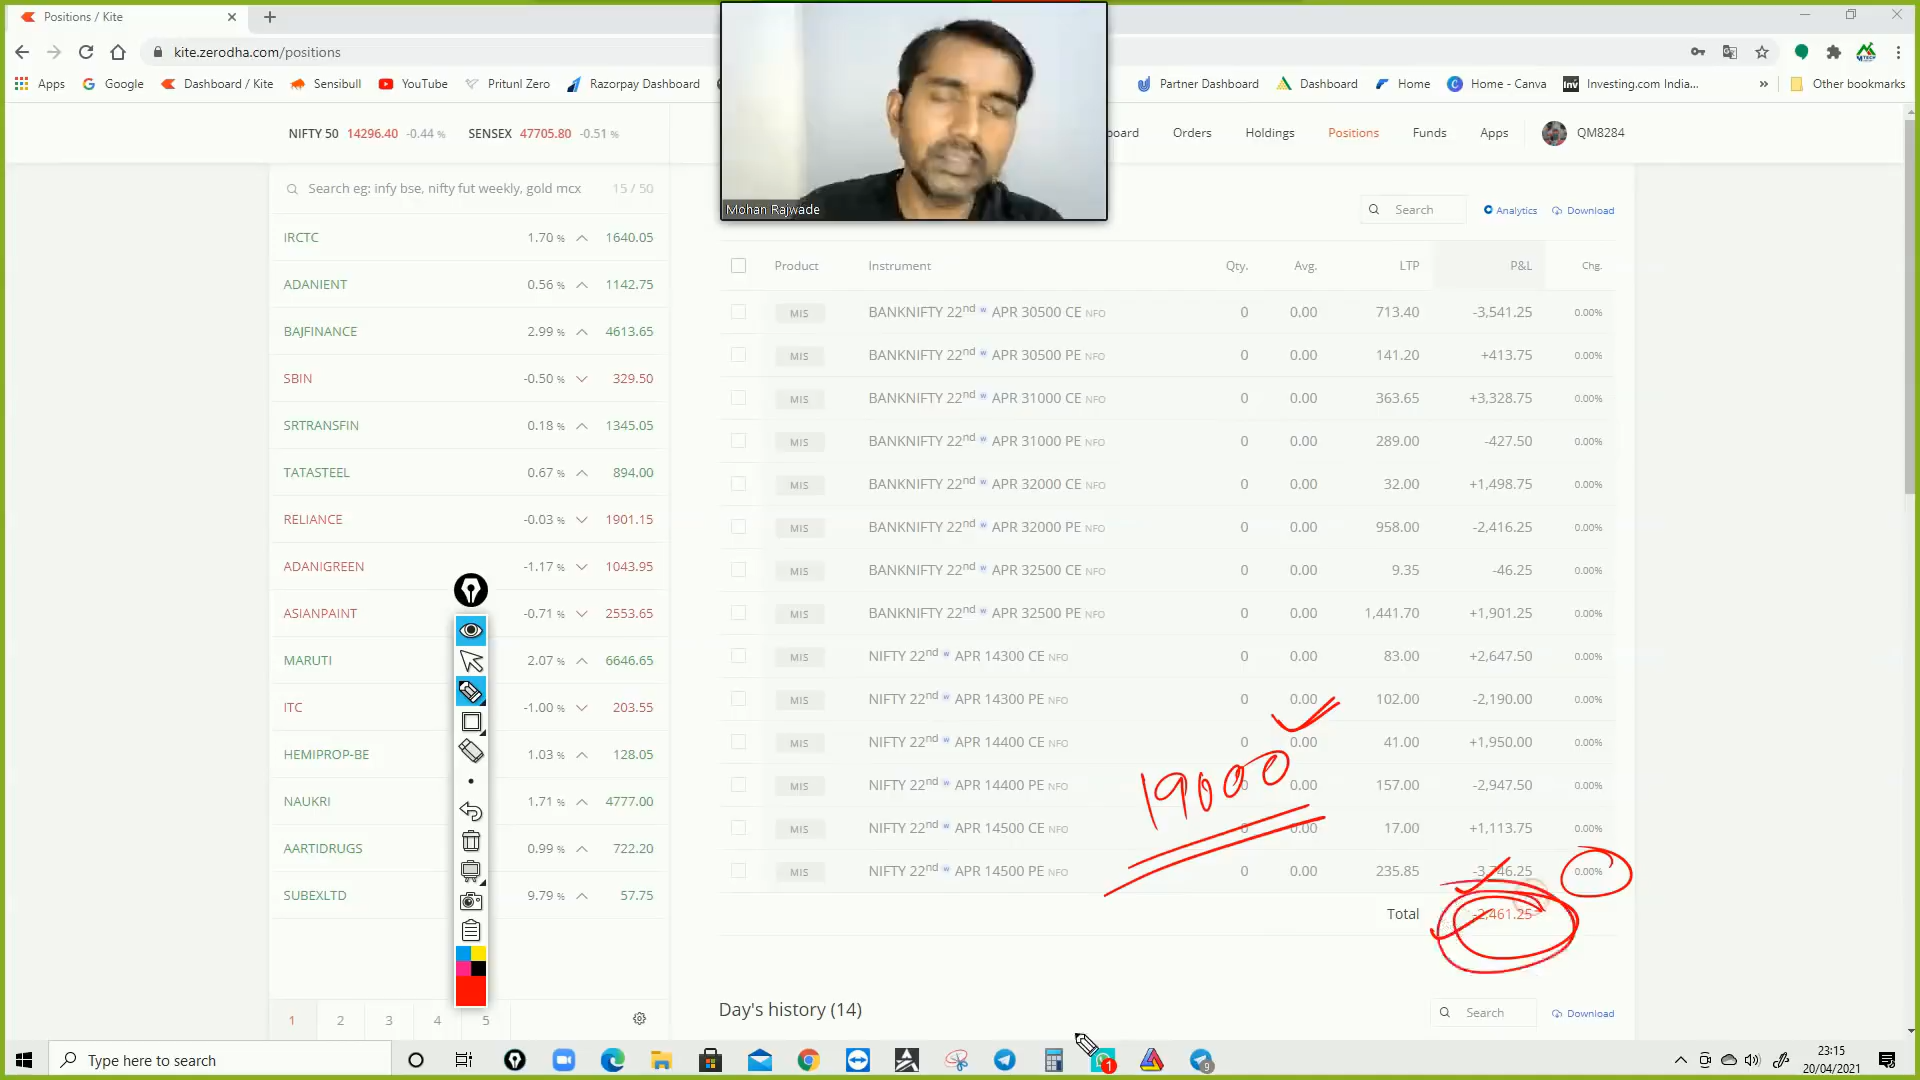 Positions / Kite
kite.zerodha.com/positions
Apps Google Dashboard / Kite Sensibull YouTube Pritunl Zero Razorpay Dashboard Partner Dashboard Dashboard Home Home - Canva Investing.com India... » Other bookmarks
NIFTY 50 14296.40 -0.44 % SENSEX 47705.80 -0.51 %
board Orders Holdings Positions Funds Apps QM8284
Search eg: infy bse, nifty fut weekly, gold mcx 15 / 50
Mohan Rajwade
Search Analytics Download
IRCTC 1.70 % 1640.05
ADANIENT 0.56 % 1142.75
BAJFINANCE 2.99 % 4613.65
SBIN -0.50 % 329.50
SRTRANSFIN 0.18 % 1345.05
TATASTEEL 0.67 % 894.00
RELIANCE -0.03 % 1901.15
ADANIGREEN -1.17 % 1043.95
ASIANPAINT -0.71 % 2553.65
MARUTI 2.07 % 6646.65
ITC -1.00 % 203.55
HEMIPROP-BE 1.03 % 128.05
NAUKRI 1.71 % 4777.00
AARTIDRUGS 0.99 % 722.20
SUBEXLTD 9.79 % 57.75
1 2 3 4 5
Product Instrument Qty. Avg. LTP P&L Chg.
MIS BANKNIFTY 22nd w APR 30500 CE NFO 0 0.00 713.40 -3,541.25 0.00%
MIS BANKNIFTY 22nd w APR 30500 PE NFO 0 0.00 141.20 +413.75 0.00%
MIS BANKNIFTY 22nd w APR 31000 CE NFO 0 0.00 363.65 +3,328.75 0.00%
MIS BANKNIFTY 22nd w APR 31000 PE NFO 0 0.00 289.00 -427.50 0.00%
MIS BANKNIFTY 22nd w APR 32000 CE NFO 0 0.00 32.00 +1,498.75 0.00%
MIS BANKNIFTY 22nd w APR 32000 PE NFO 0 0.00 958.00 -2,416.25 0.00%
MIS BANKNIFTY 22nd w APR 32500 CE NFO 0 0.00 9.35 -46.25 0.00%
MIS BANKNIFTY 22nd w APR 32500 PE NFO 0 0.00 1,441.70 +1,901.25 0.00%
MIS NIFTY 22nd w APR 14300 CE NFO 0 0.00 83.00 +2,647.50 0.00%
MIS NIFTY 22nd w APR 14300 PE NFO 0 0.00 102.00 -2,190.00 0.00%
MIS NIFTY 22nd w APR 14400 CE NFO 0 0.00 41.00 +1,950.00 0.00%
MIS NIFTY 22nd w APR 14400 PE NFO 0 0.00 157.00 -2,947.50 0.00%
MIS NIFTY 22nd w APR 14500 CE NFO 0 0.00 17.00 +1,113.75 0.00%
MIS NIFTY 22nd w APR 14500 PE NFO 0 0.00 235.85 -3,746.25 0.00%
19000
Total -2,461.25
Day's history (14) Search Download
Type here to search
1
9
23:15
20/04/2021